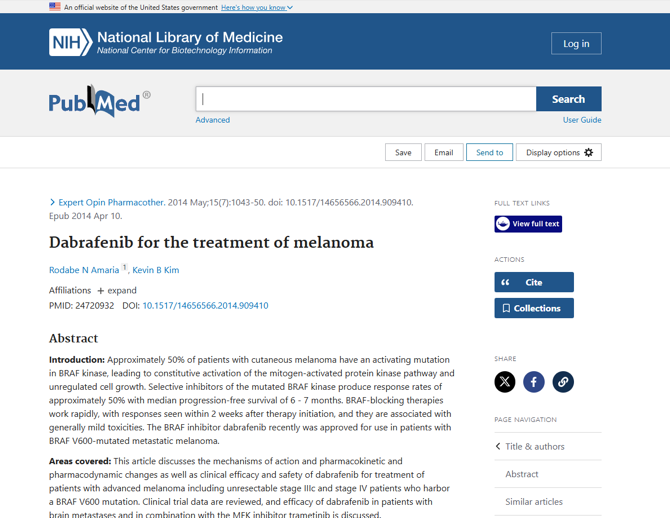 An official website of the United States government Here's how you know
NIH National Library of Medicine
National Center for Biotechnology Information
Log in
PubMed®
Search
Advanced
User Guide
Save
Email
Send to
Display options
Expert Opin Pharmacother. 2014 May;15(7):1043-50. doi: 10.1517/14656566.2014.909410.
Epub 2014 Apr 10.
Dabrafenib for the treatment of melanoma
Rodabe N Amaria 1, Kevin B Kim
Affiliations + expand
PMID: 24720932 DOI: 10.1517/14656566.2014.909410
Abstract
Introduction: Approximately 50% of patients with cutaneous melanoma have an activating mutation
in BRAF kinase, leading to constitutive activation of the mitogen-activated protein kinase pathway and
unregulated cell growth. Selective inhibitors of the mutated BRAF kinase produce response rates of
approximately 50% with median progression-free survival of 6 - 7 months. BRAF-blocking therapies
work rapidly, with responses seen within 2 weeks after therapy initiation, and they are associated with
generally mild toxicities. The BRAF inhibitor dabrafenib recently was approved for use in patients with
BRAF V600-mutated metastatic melanoma.
Areas covered: This article discusses the mechanisms of action and pharmacokinetic and
pharmacodynamic changes as well as clinical efficacy and safety of dabrafenib for treatment of
patients with advanced melanoma including unresectable stage IIIc and stage IV patients who harbor
a BRAF V600 mutation. Clinical trial data are reviewed, and efficacy of dabrafenib in patients with
brain metastases and in combination with the MEK inhibitor trametinib is discussed.
FULL TEXT LINKS
View full text
ACTIONS
Cite
Collections
SHARE
PAGE NAVIGATION
Title & authors
Abstract
Similar articles